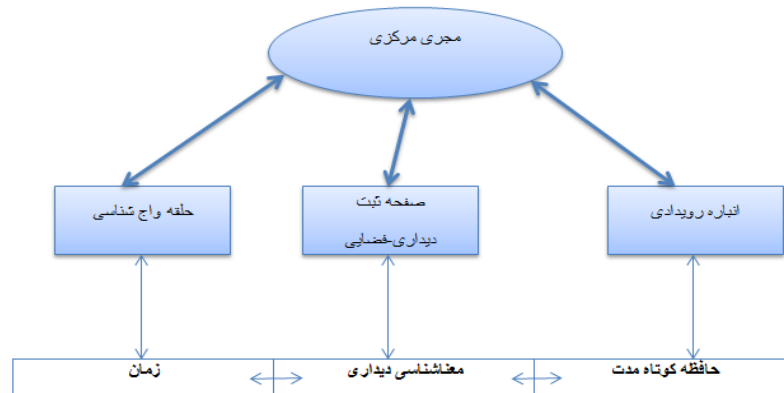 مجری مرکزی
انباره رویدادی
صفحه ثبت
دیداری-فضایی
حلقه واج شناسی
حافظه کوتاه مدت
معناشناسی دیداری
زمان